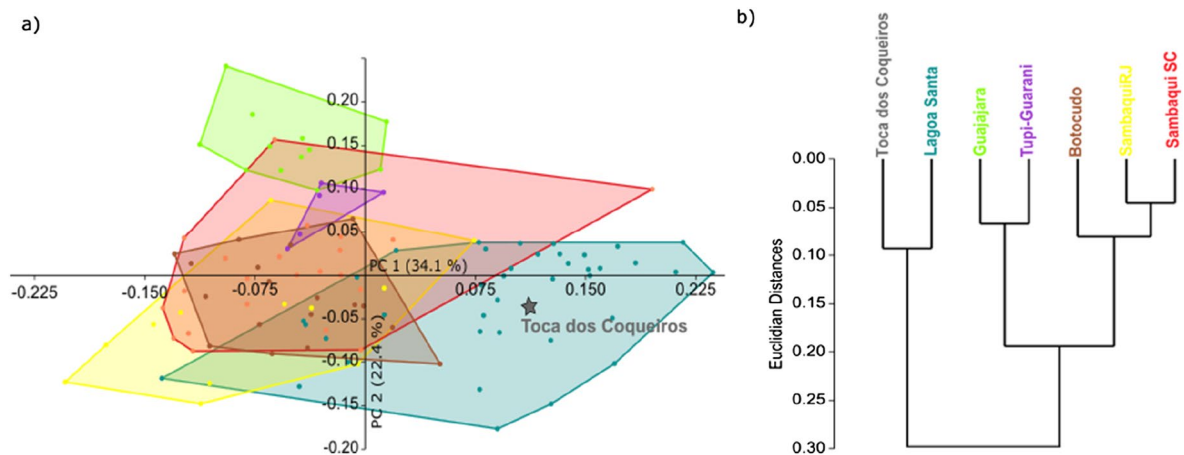 a)
0.20
0.15
0.10
0.05
PC 1 (34.1 %)
-0.225
-0.150
-0.075
0.075
0.150
0.225
-0.05
-0.10
-0.15
-0.20
PC 2 (22.4 %)
Toca dos Coqueiros
b)
Toca dos Coqueiros
Lagoa Santa
Guajajara
Tupi-Guarani
Botocudo
SambaquiRJ
Sambaqui SC
Euclidian Distances
0.00
0.05
0.10
0.15
0.20
0.25
0.30